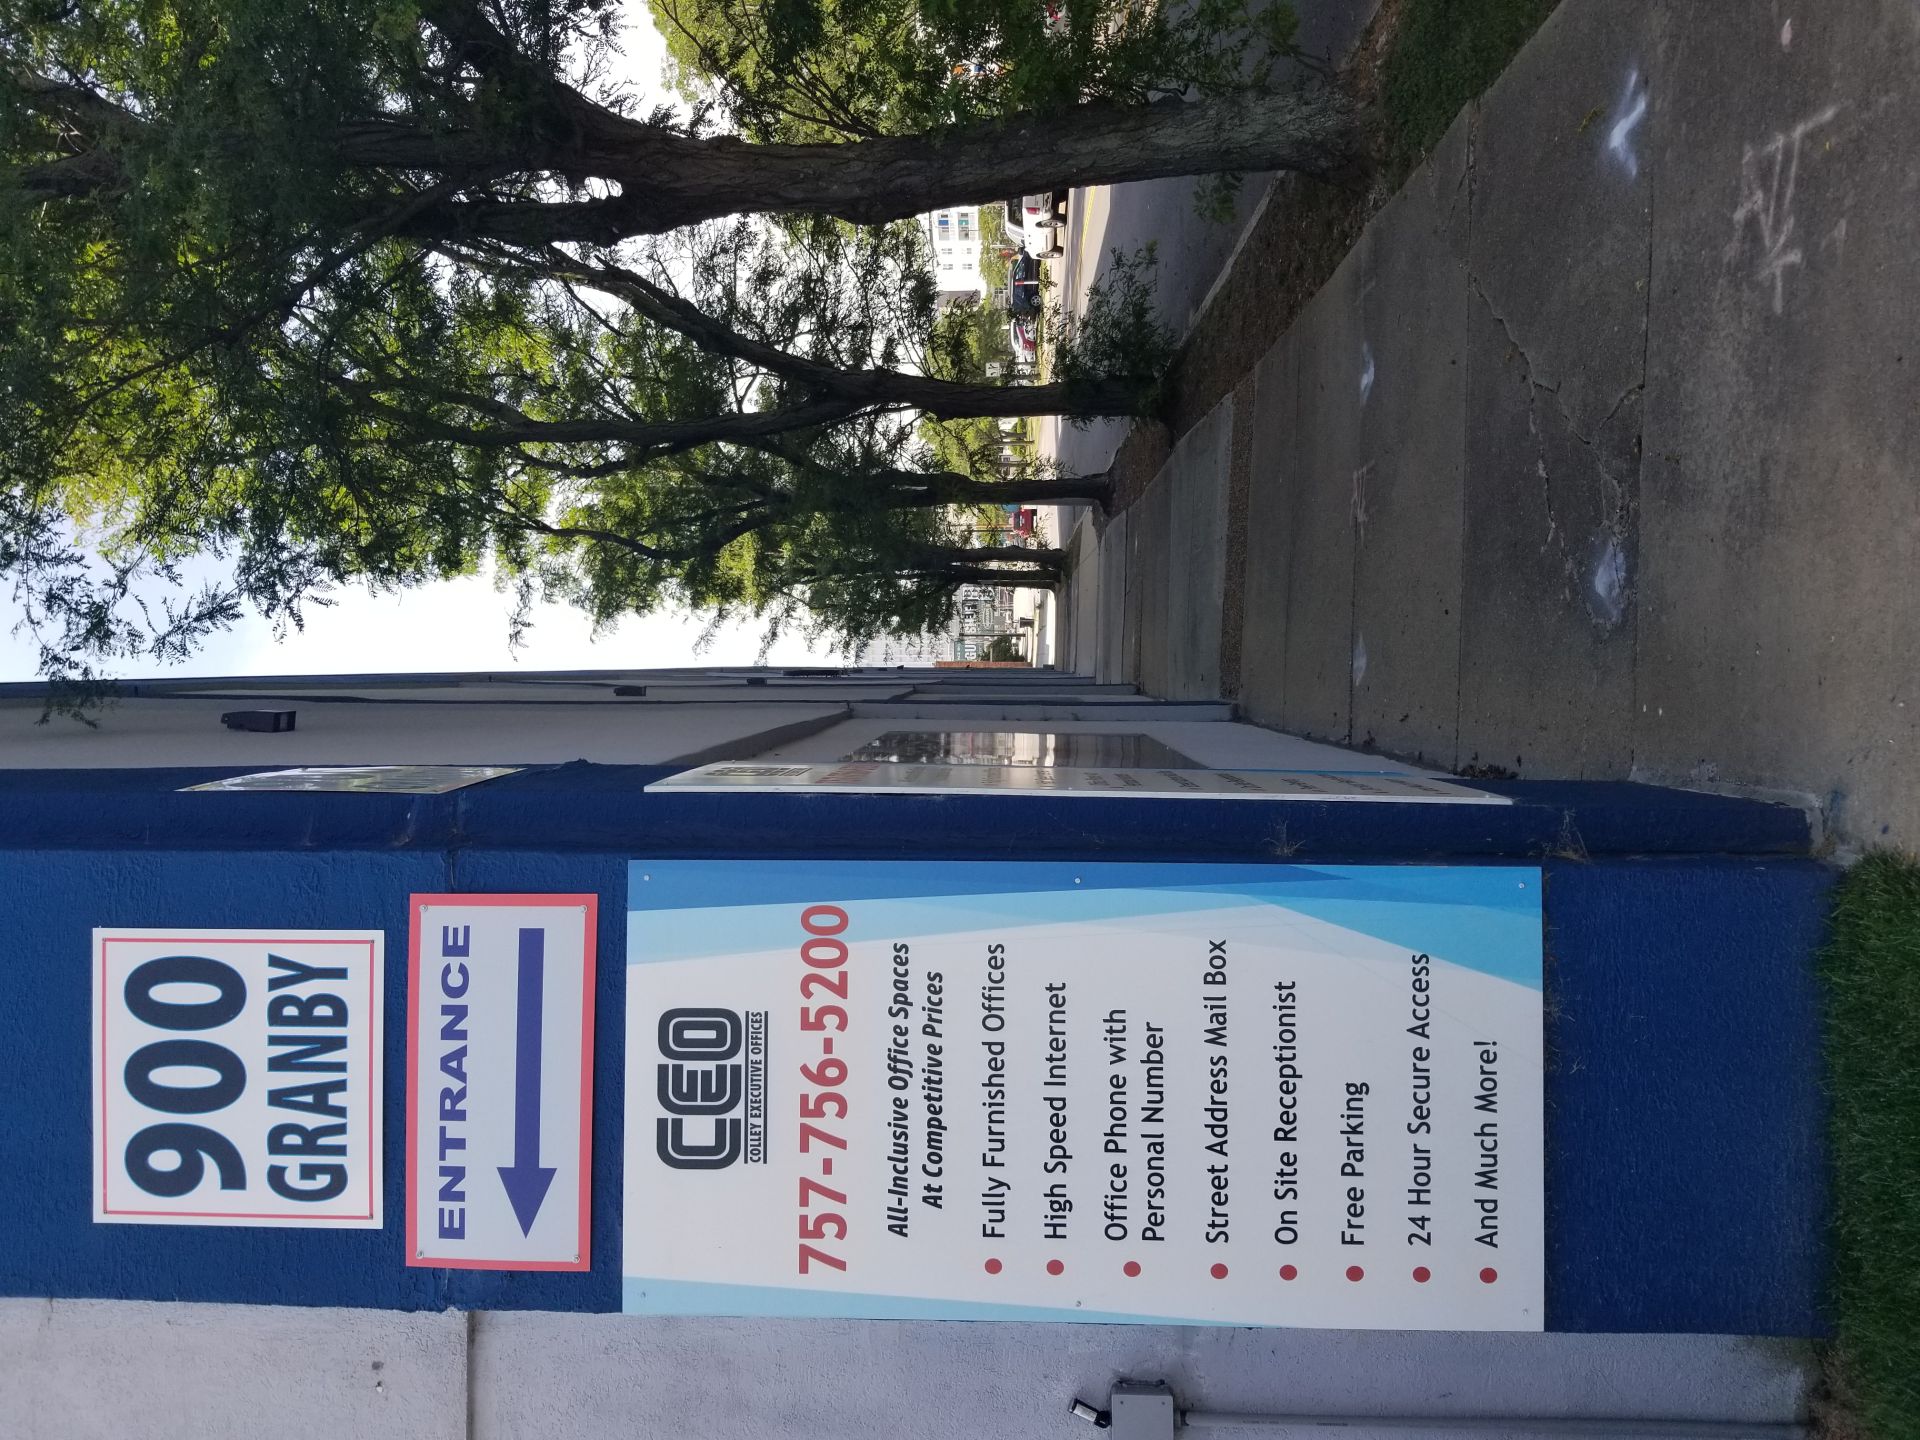 900
GRANBY
ENTRANCE
CEO
COLLEY EXECUTIVE OFFICES
757-756-5200
All-Inclusive Office Spaces
At Competitive Prices
Fully Furnished Offices
High Speed Internet
Office Phone with
Personal Number
Street Address Mail Box
On Site Receptionist
Free Parking
24 Hour Secure Access
And Much More!